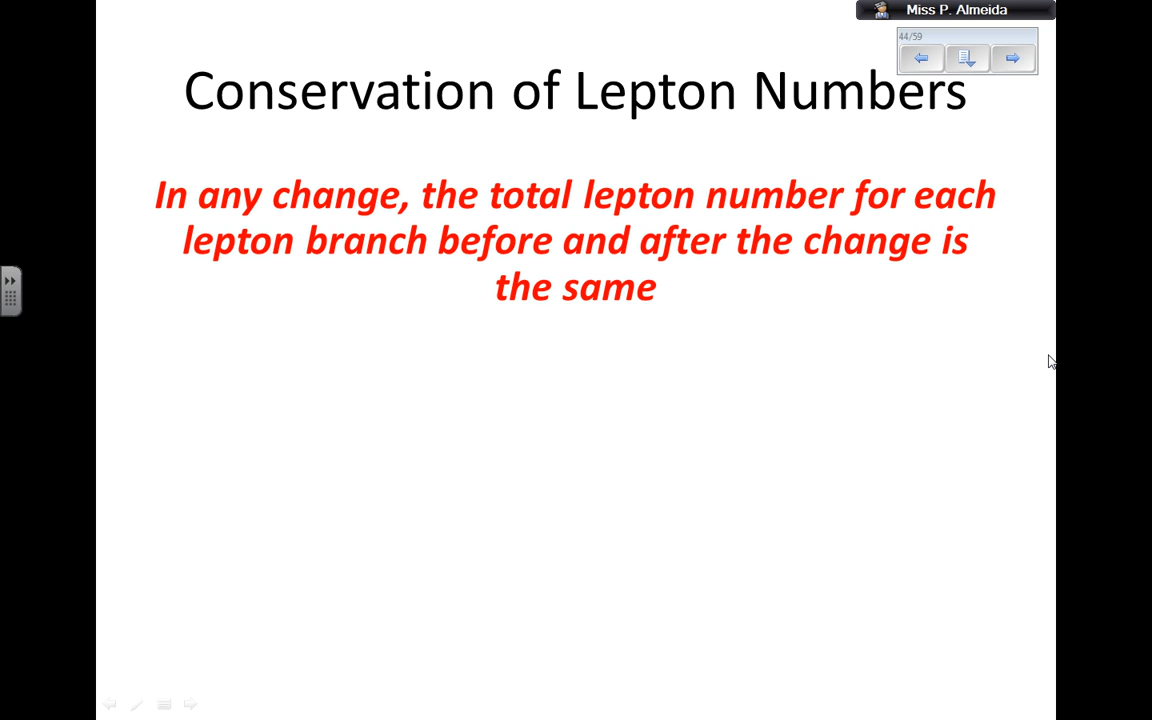 Miss P. Almeida
44/59
Conservation of Lepton Numbers
In any change, the total lepton number for each
lepton branch before and after the change is
the same